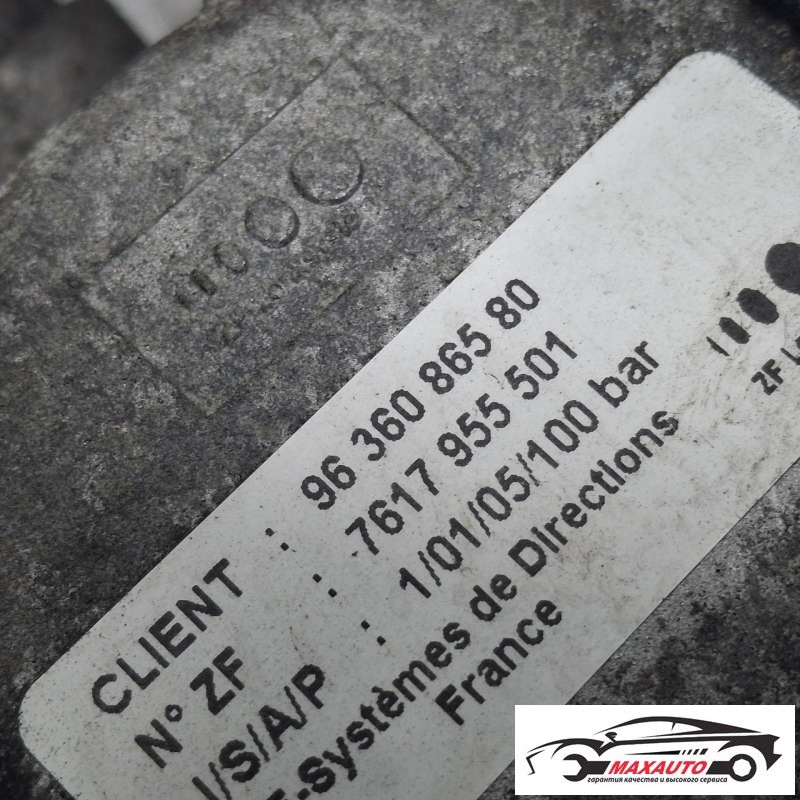 CLIENT : 96 360 865 80
N° ZF : 7617 955 501
I/S/A/P : 1/01/05/100 bar
-Systèmes de Directions
France
ZF
MAXAUTO
гарантия качества и высокого сервиса